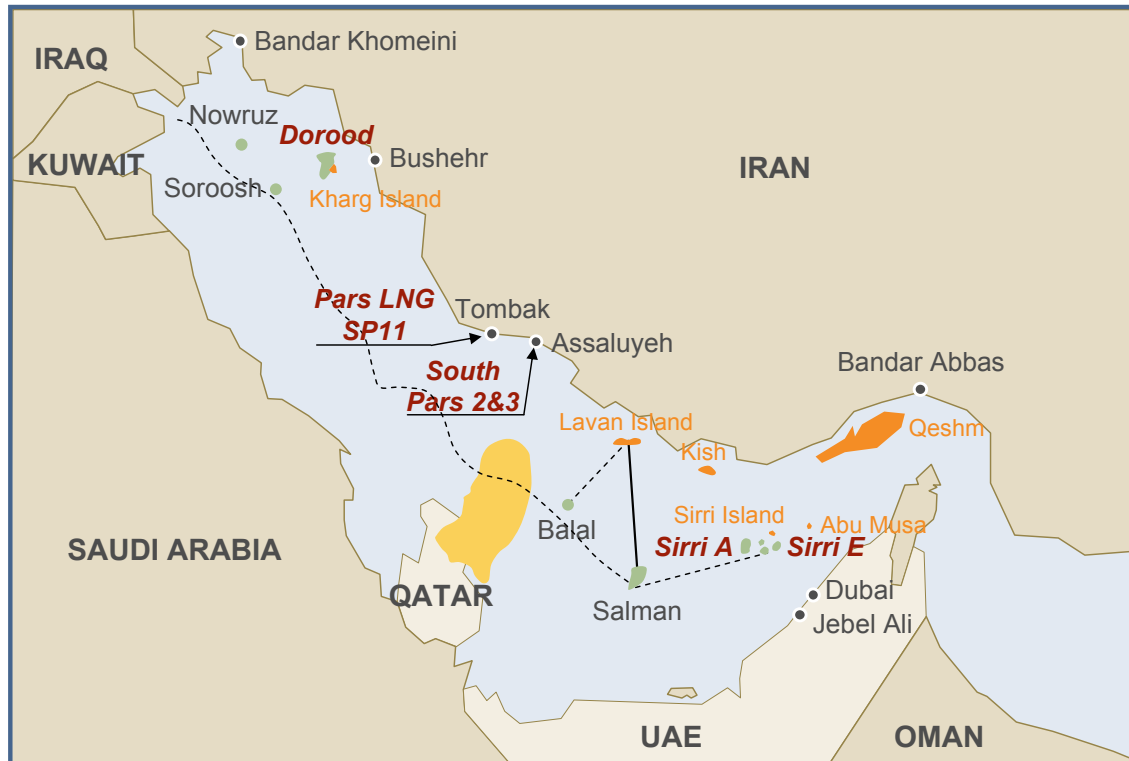 Bandar Khomeini
IRAQ
Nowruz
Dorood
KUWAIT
Bushehr
IRAN
Soroosh
Kharg Island
Pars LNG
SP11
Tombak
Assaluyeh
South
Pars 2&3
Bandar Abbas
Lavan Island
Qeshm
Kish
Balal
Sirri Island
Abu Musa
SAUDI ARABIA
Sirri A
Sirri E
QATAR
Salman
Dubai
Jebel Ali
UAE
OMAN